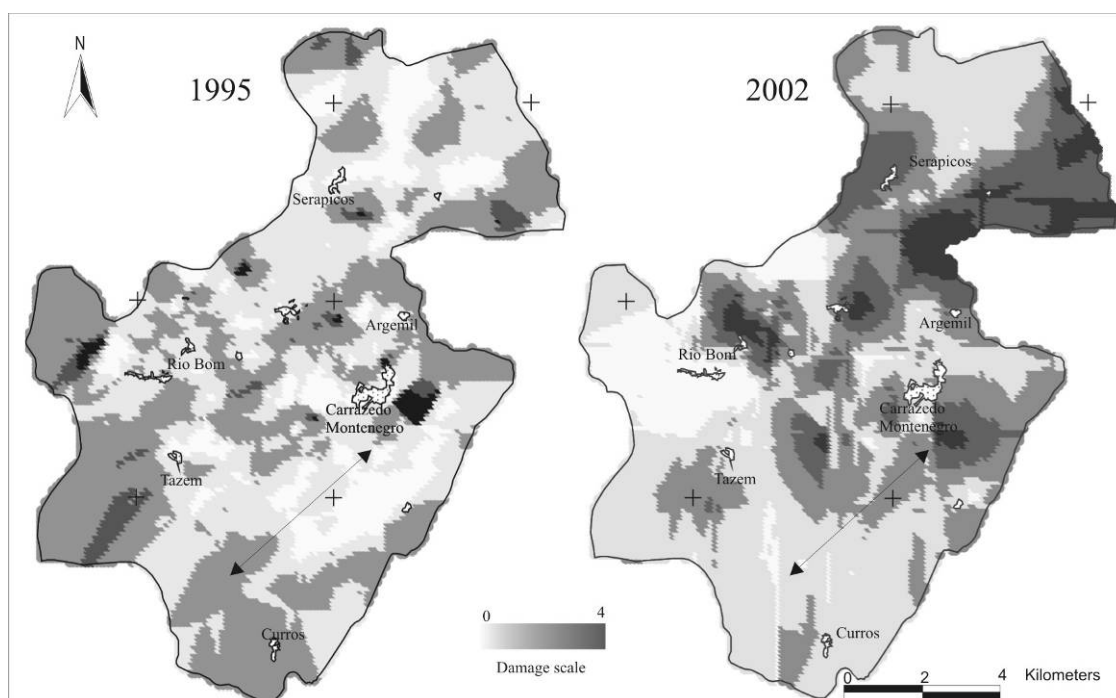 N
1995
2002
Serapicos
Argemil
Rio Bom
Carrazedo
Montenegro
Tazem
Curros
Serapicos
Argemil
Rio Bom
Carrazedo
Montenegro
Tazem
Curros
0 4
Damage scale
0 2 4 Kilometers